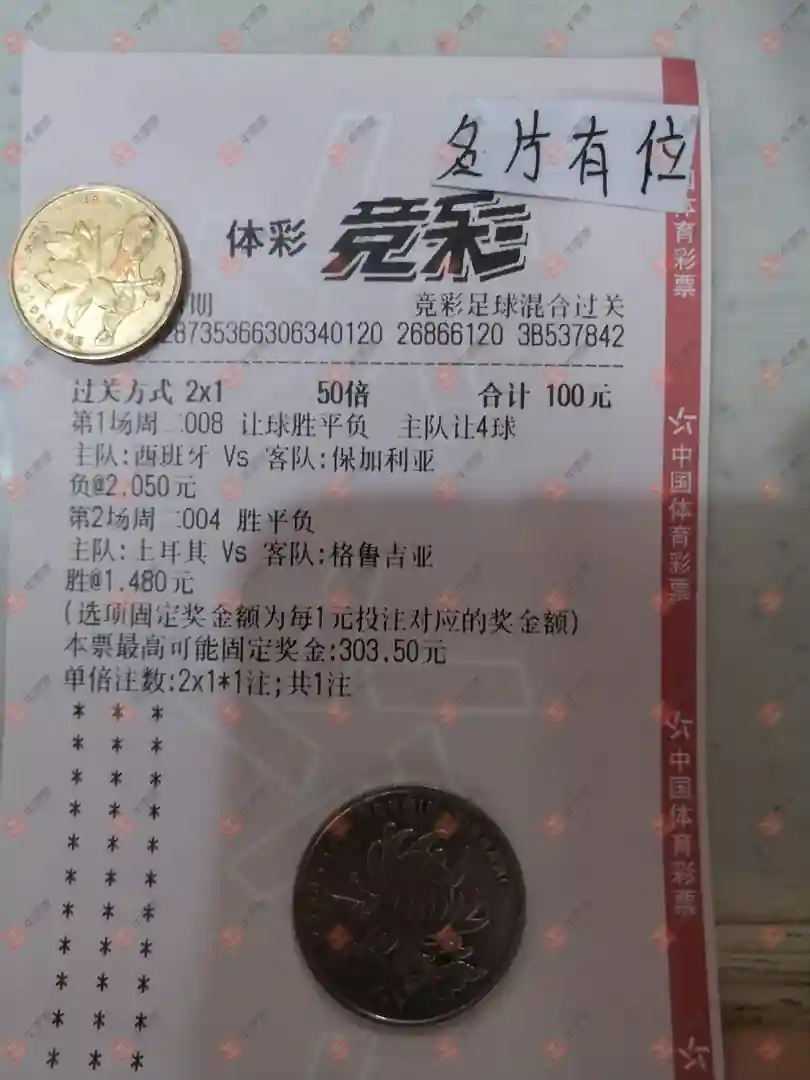 名片有位
体彩 竞彩
期 竞彩足球混合过关
28735366306340120 26866120 3B537842
过关方式 2x1 50倍 合计 100元
第1场周二008 让球胜平负 主队让4球
主队:西班牙 Vs 客队:保加利亚
负@2.050元
第2场周二004 胜平负
主队:土耳其 Vs 客队:格鲁吉亚
胜@1.480元
(选项固定奖金额为每1元投注对应的奖金额)
本票最高可能固定奖金:303.50元
单倍注数:2x1*1注;共1注
* * *
* * *
* * *
* * *
* * *
* * *
* * *
* * *
* * *
* * *
* * *
体育彩票
中国体育彩票
中国体育彩票